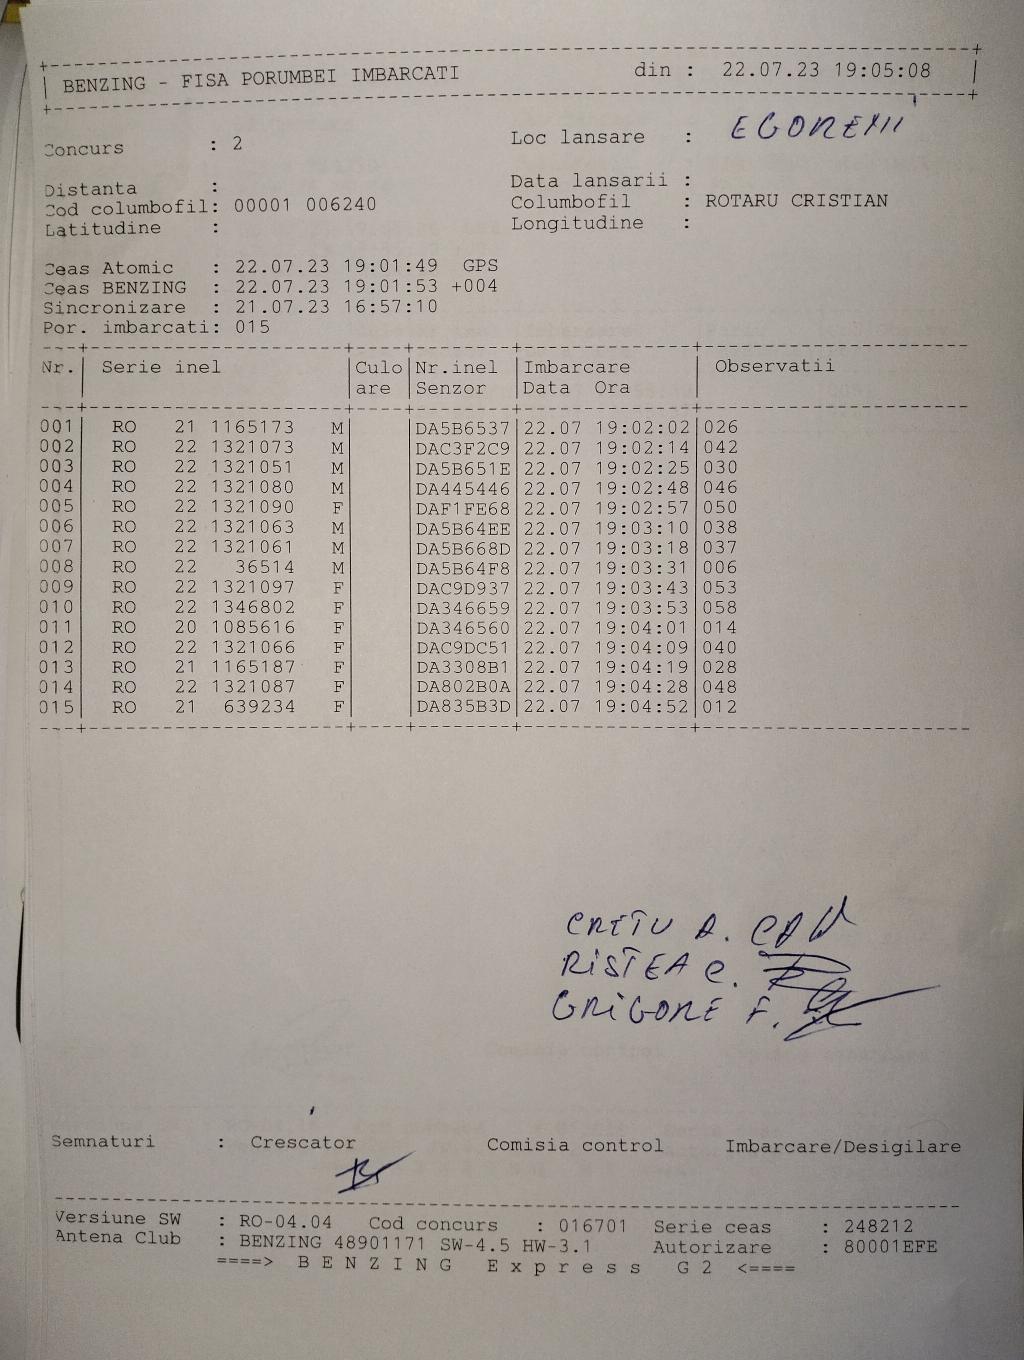 BENZING - FISA PORUMBEI IMBARCATI din : 22.07.23 19:05:08
Concurs : 2 Loc lansare :
Distanta : Data lansarii :
Cod columbofil: 00001 006240 Columbofil : ROTARU CRISTIAN
Latitudine : Longitudine :
Ceas Atomic : 22.07.23 19:01:49 GPS
Ceas BENZING : 22.07.23 19:01:53 +004
Sincronizare : 21.07.23 16:57:10
Por. imbarcati: 015
Nr. Serie inel Culo Nr.inel Imbarcare Observatii
are Senzor Data Ora
001 RO 21 1165173 M DA5B6537 22.07 19:02:02 026
002 RO 22 1321073 M DAC3F2C9 22.07 19:02:14 042
003 RO 22 1321051 M DA5B651E 22.07 19:02:25 030
004 RO 22 1321080 M DA445446 22.07 19:02:48 046
005 RO 22 1321090 F DAF1FE68 22.07 19:02:57 050
006 RO 22 1321063 M DA5B64EE 22.07 19:03:10 038
007 RO 22 1321061 M DA5B668D 22.07 19:03:18 037
008 RO 22 36514 M DA5B64F8 22.07 19:03:31 006
009 RO 22 1321097 F DAC9D937 22.07 19:03:43 053
010 RO 22 1346802 F DA346659 22.07 19:03:53 058
011 RO 20 1085616 F DA346560 22.07 19:04:01 014
012 RO 22 1321066 F DAC9DC51 22.07 19:04:09 040
013 RO 21 1165187 F DA3308B1 22.07 19:04:19 028
014 RO 22 1321087 F DA802B0A 22.07 19:04:28 048
015 RO 21 639234 F DA835B3D 22.07 19:04:52 012
CRETU A.
RISTEA C.
GRIGORE F.
Semnaturi : Crescator Comisia control Imbarcare/Desigilare
Versiune SW : RO-04.04 Cod concurs : 016701 Serie ceas : 248212
Antena Club : BENZING 48901171 SW-4.5 HW-3.1 Autorizare : 80001EFE
====> B E N Z I N G E x p r e s s G 2 <====